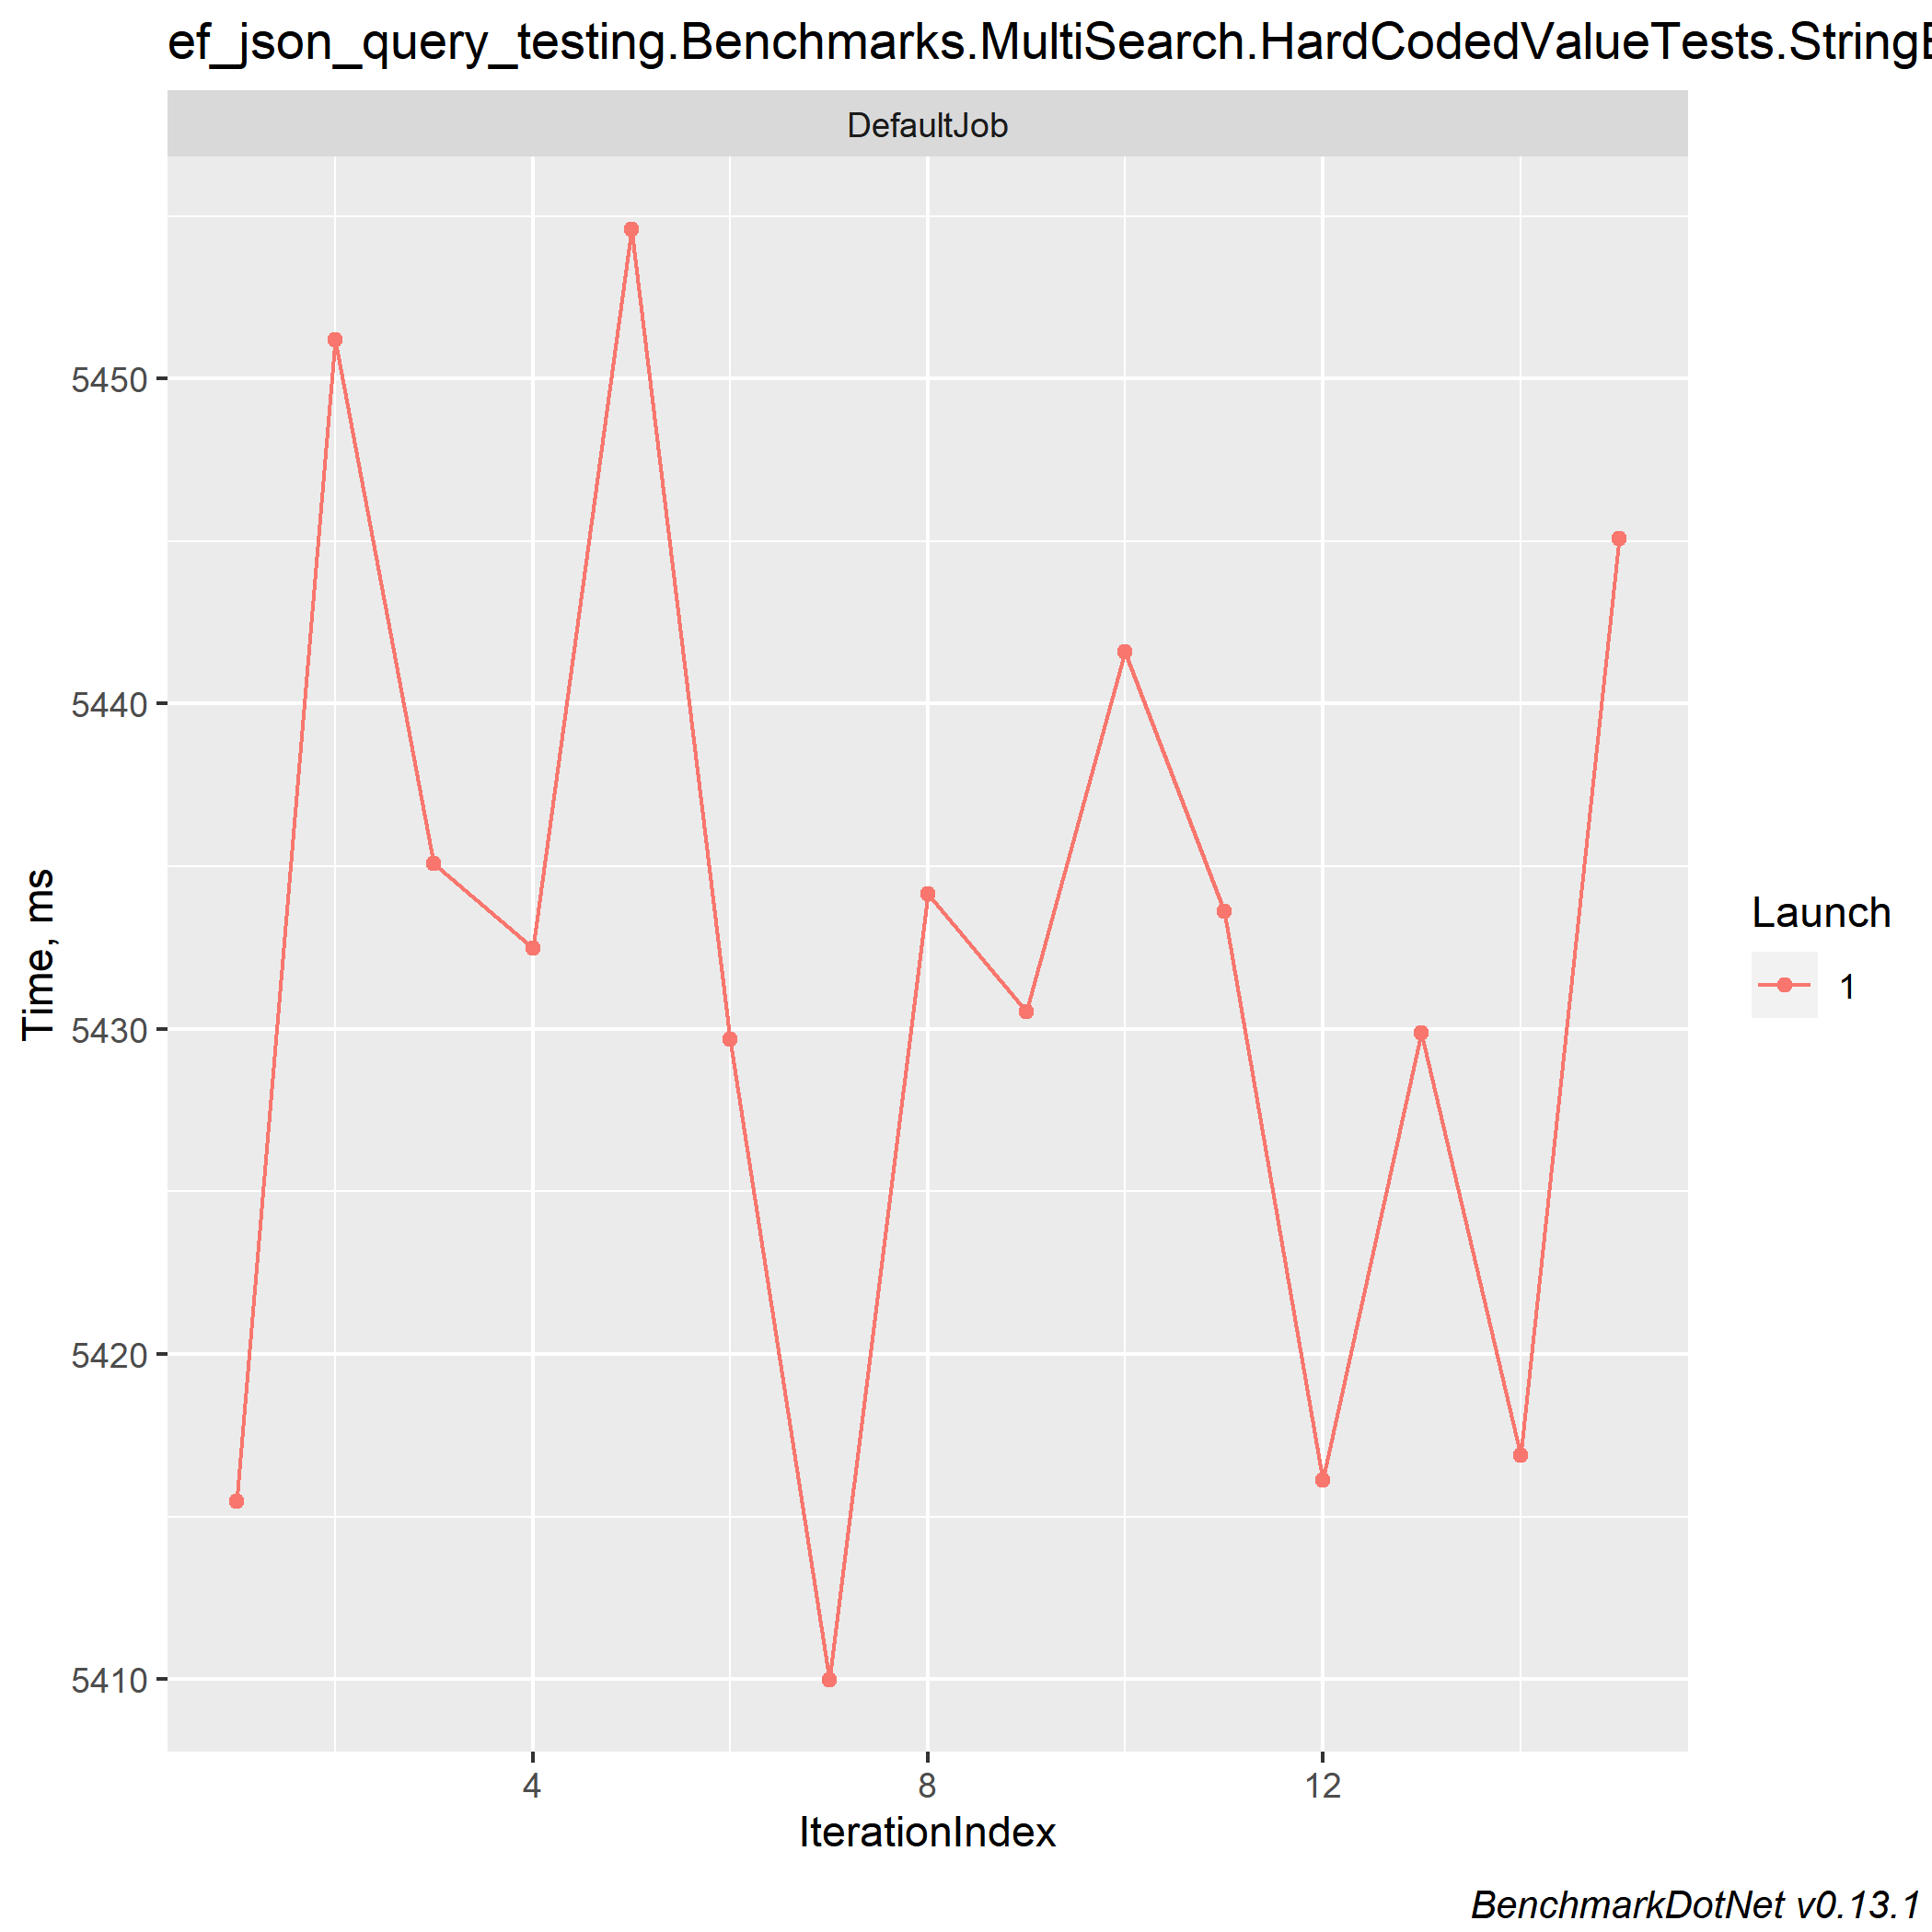 ef_json_query_testing.Benchmarks.MultiSearch.HardCodedValueTests.String
DefaultJob
5450
5440
5430
5420
5410
Time, ms
4
8
12
IterationIndex
Launch
1
BenchmarkDotNet v0.13.1